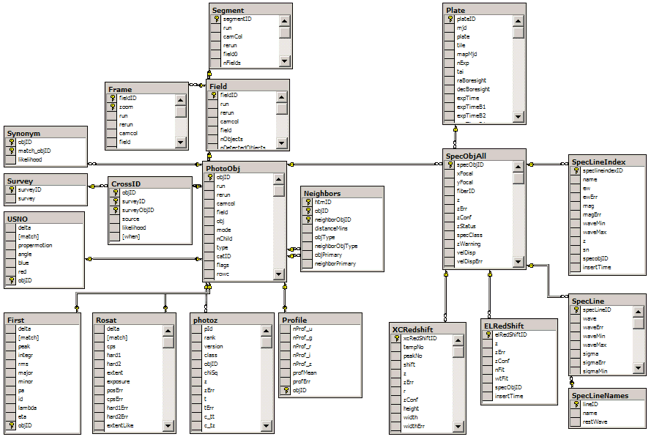 Segment
segmentID
run
camCol
rerun
field0
nFields
Plate
plateID
mjd
plate
tile
mapMjd
nExp
tai
raBoresight
decBoresight
expTime
expTimeB1
expTimeB2
Frame
fieldID
zoom
run
rerun
camcol
field
Field
fieldID
run
rerun
camcol
field
nObjects
nDetectedObjects
Synonym
objID
match_objID
likelihood
Survey
surveyID
survey
CrossID
objID
surveyID
surveyObjID
source
likelihood
[when]
PhotoObj
objID
run
rerun
camcol
field
obj
mode
nChild
type
catID
flags
rowc
Neighbors
htmID
objID
neighborObjID
distanceMins
objType
neighborObjType
objPrimary
neighborPrimary
SpecObjAll
specObjID
xFocal
yFocal
fiberID
z
zErr
zConf
zStatus
specClass
zWarning
velDisp
velDispErr
SpecLineIndex
speclineindexID
name
ew
ewErr
mag
magErr
waveMin
waveMax
z
sn
specobjID
insertTime
USNO
delta
[match]
propermotion
angle
blue
red
objID
First
delta
[match]
peak
integr
rms
major
minor
pa
id
lambda
eta
objID
Rosat
delta
[match]
cps
hard1
hard2
extent
exposure
posErr
cpsErr
hard1Err
hard2Err
extentLike
photoz
pId
rank
version
class
objID
chiSq
z
zErr
t
tErr
c_tt
c_tz
Profile
nProf_u
nProf_g
nProf_r
nProf_i
nProf_z
profMean
profErr
objID
XCRedshift
xcRedShiftID
tempNo
peakNo
shift
z
zErr
r
zConf
height
width
widthErr
ELRedShift
elRedShiftID
z
zErr
zConf
nFit
wtFit
specObjID
insertTime
SpecLine
specLineID
wave
waveErr
waveMin
waveMax
sigma
sigmaErr
sigmaMin
SpecLineNames
lineID
name
restWave